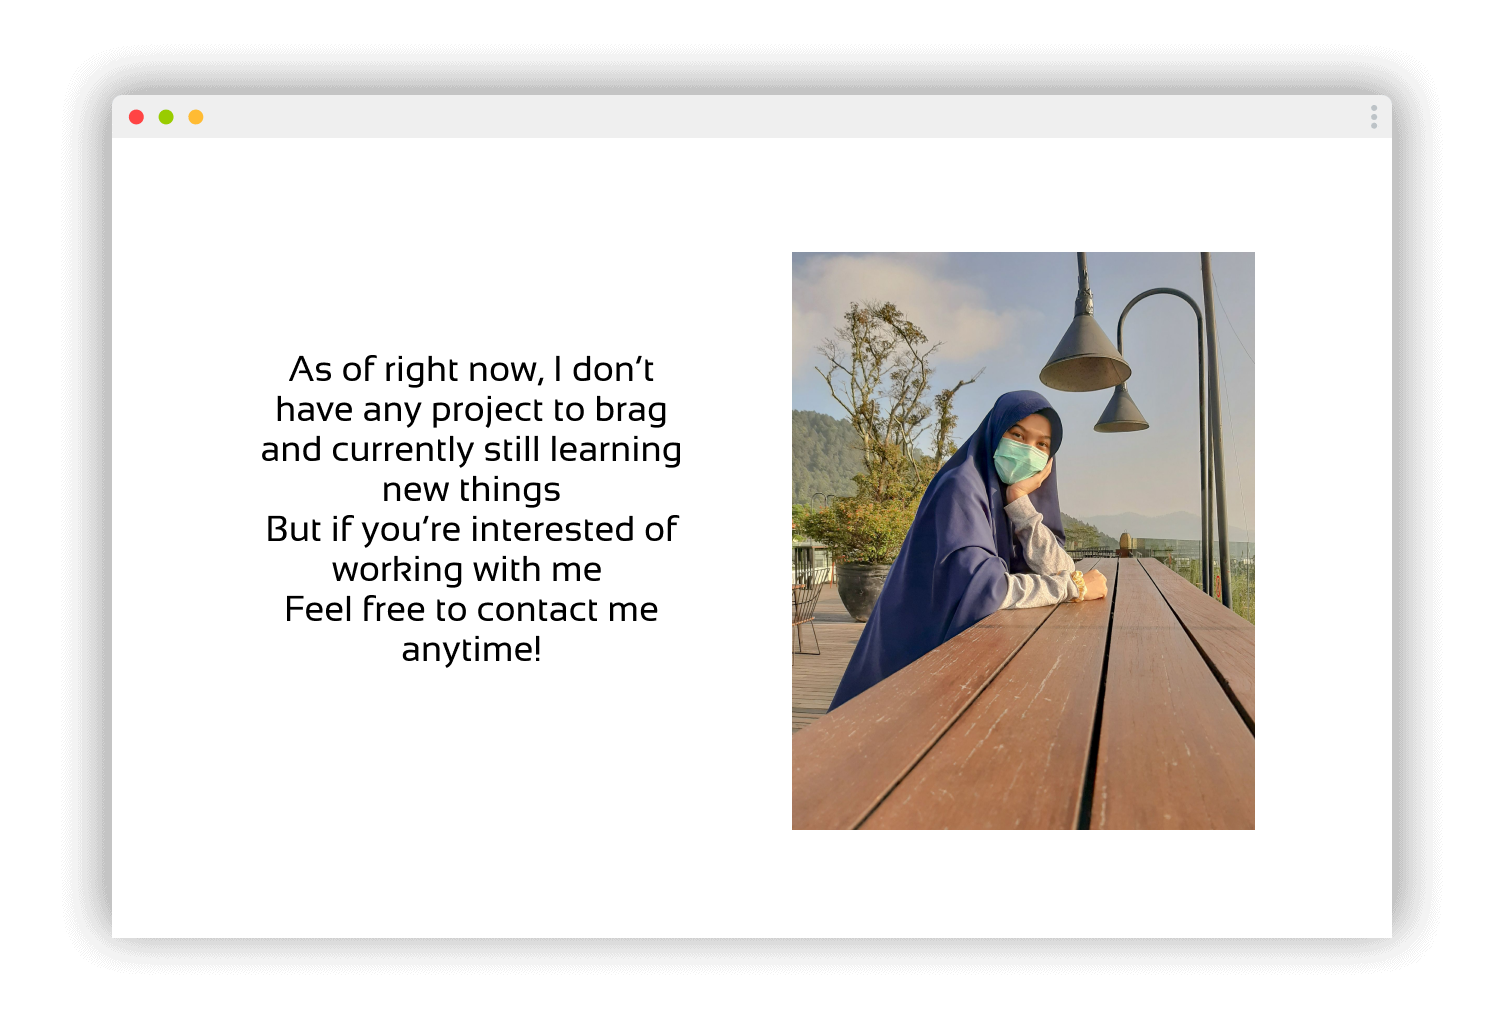 As of right now, I don't
have any project to brag
and currently still learning
new things
But if you're interested of
working with me
Feel free to contact me
anytime!